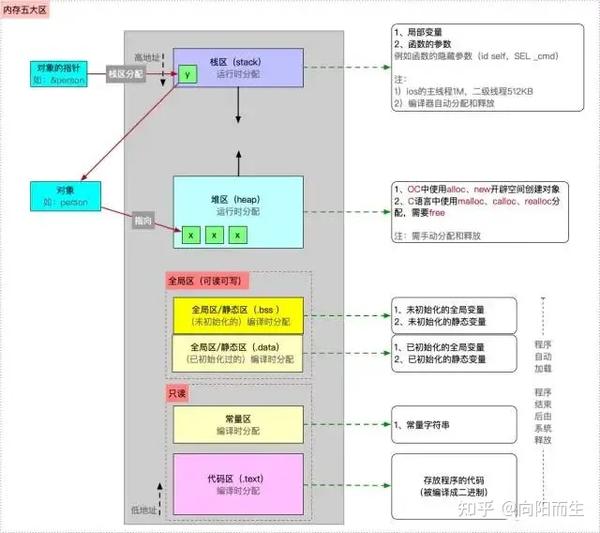 内存五大区
高地址
栈区（stack）
运行时分配
y
对象的指针
如：&person
栈区分配
1、局部变量
2、函数的参数
例如函数的隐藏参数（id self，SEL _cmd）
注：
1）ios的主线程1M，二级线程512KB
2）编译器自动分配和释放
对象
如：person
指向
堆区（heap）
运行时分配
x x x
1、OC中使用alloc、new开辟空间创建对象
2、C语言中使用malloc、calloc、realloc分
配，需要free
注：需手动分配和释放
全局区（可读可写）
全局区/静态区（.bss）
（未初始化的）编译时分配
1、未初始化的全局变量
2、未初始化的静态变量
全局区/静态区（.data）
（已初始化过的）编译时分配
1、已初始化的全局变量
2、已初始化的静态变量
程序
自动
加载
只读
常量区
编译时分配
1、常量字符串
程序
结束
后由
系统
释放
代码区（.text）
编译时分配
存放程序的代码
（被编译成二进制）
低地址
知乎 @向阳而生